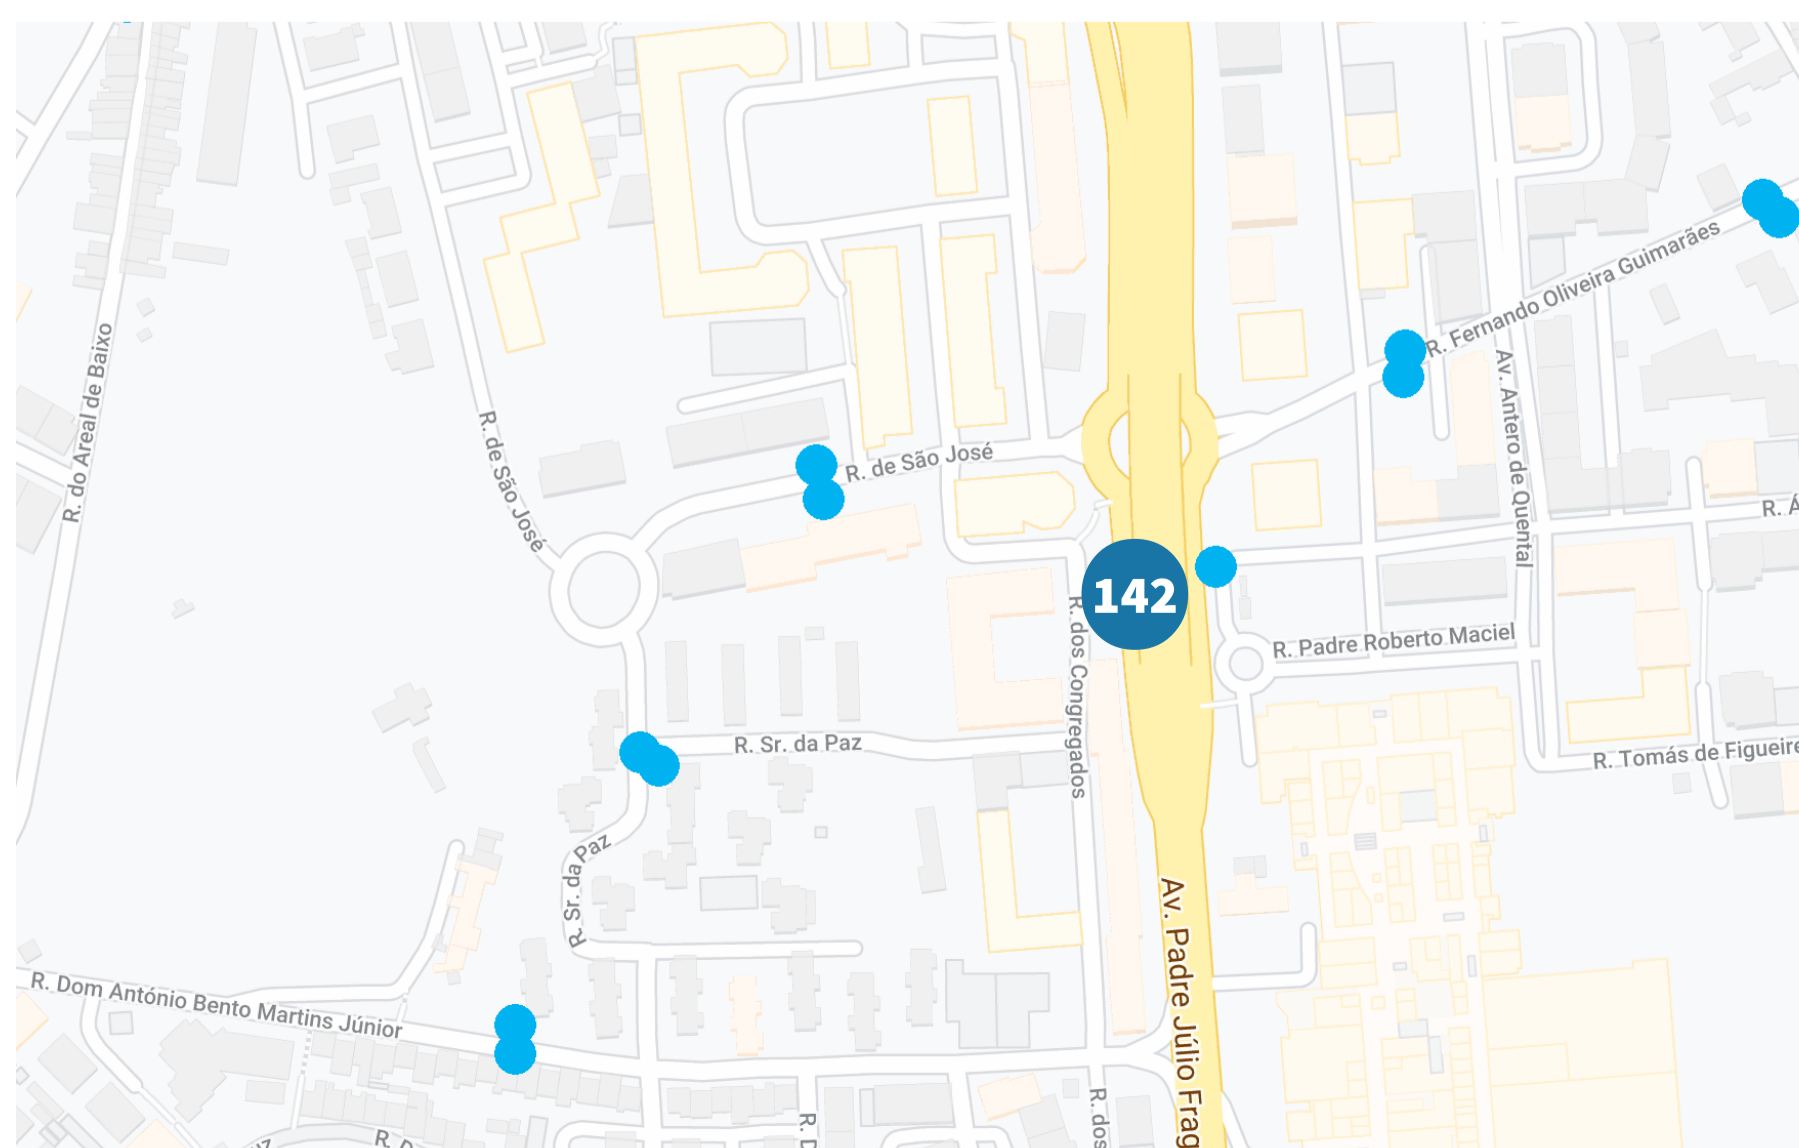 R. Fernando Oliveira Guimarães
R. do Areal de Baixo
R. de São José
R. de São José
Av. Antero de Quental
R. Á
142
R. dos Congregados
R. Padre Roberto Maciel
R. Sr. da Paz
R. Tomás de Figueire
R. Sr. da Paz
Av. Padre Júlio Frag
R. Dom António Bento Martins Júnior
R. dos
R. D
R. D